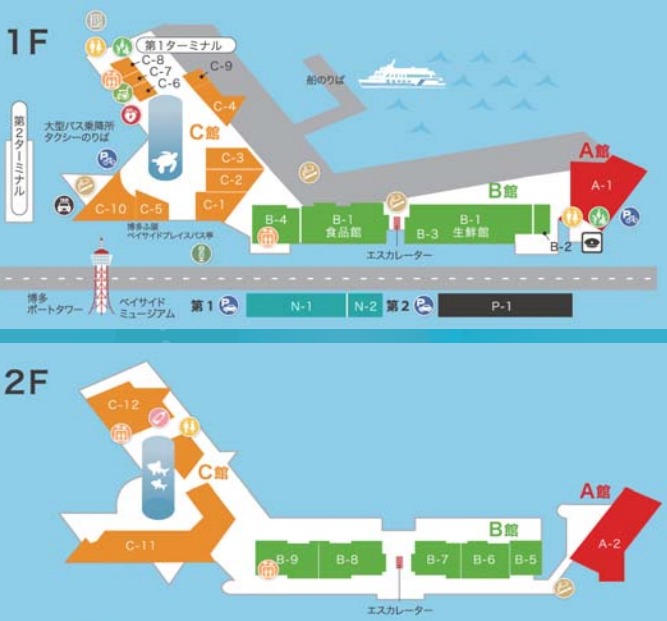 1F
第1ターミナル
C-8
C-7
C-6
C-9
C-4
船のりば
第2ターミナル
大型バス乗降所
タクシーのりば
C館
C-3
C-2
C-1
C-10
C-5
博多ふ頭
ベイサイドプレイスバス亭
B-4
B-1
食品館
B館
B-3
B-1
生鮮館
B-2
エスカレーター
A館
A-1
博多
ポートタワー
ベイサイド
ミュージアム
第1
N-1
N-2
第2
P-1
2F
C-12
C館
C-11
B-9
B-8
B館
B-7
B-6
B-5
エスカレーター
A館
A-2